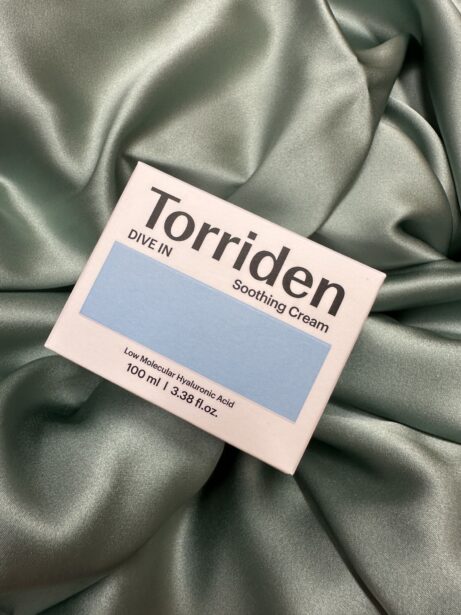 Torriden
DIVE IN
Soothing Cream
Low Molecular Hyaluronic Acid
100 ml | 3.38 fl.oz.